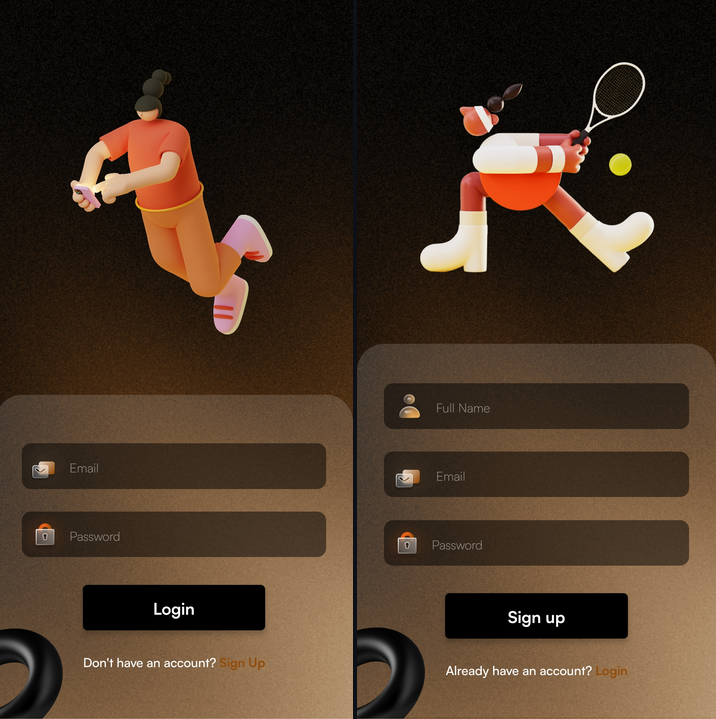 Email
Password
Login
Don't have an account? Sign Up
Full Name
Email
Password
Sign up
Already have an account? Login